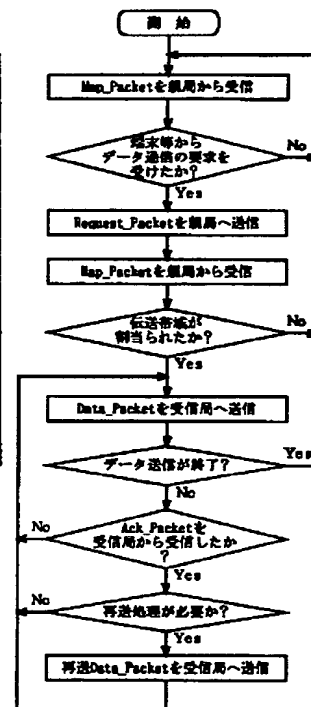 開 始
Map_Packetを親局から受信
端末等から
データ通信の要求を
受けたか?
No
Yes
Request_Packetを親局へ送信
Map_Packetを親局から受信
伝送帯域が
割当られたか?
No
Yes
Data_Packetを受信局へ送信
データ送信が終了?
Yes
No
Ack_Packetを
受信局から受信したか
?
No
Yes
再送処理が必要か?
No
Yes
再送Data_Packetを受信局へ送信